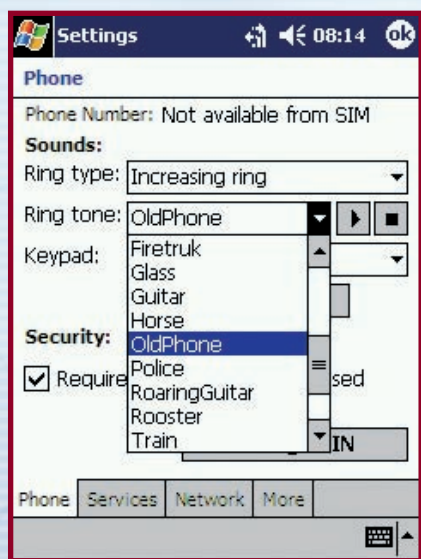 Settings 08:14 ok
Phone
Phone Number: Not available from SIM
Sounds:
Ring type: Increasing ring
Ring tone: OldPhone
Keypad:
Firetruk
Glass
Guitar
Horse
Security:
OldPhone
Police
Require sed
RoaringGuitar
Rooster
Train
IN
Phone Services Network More